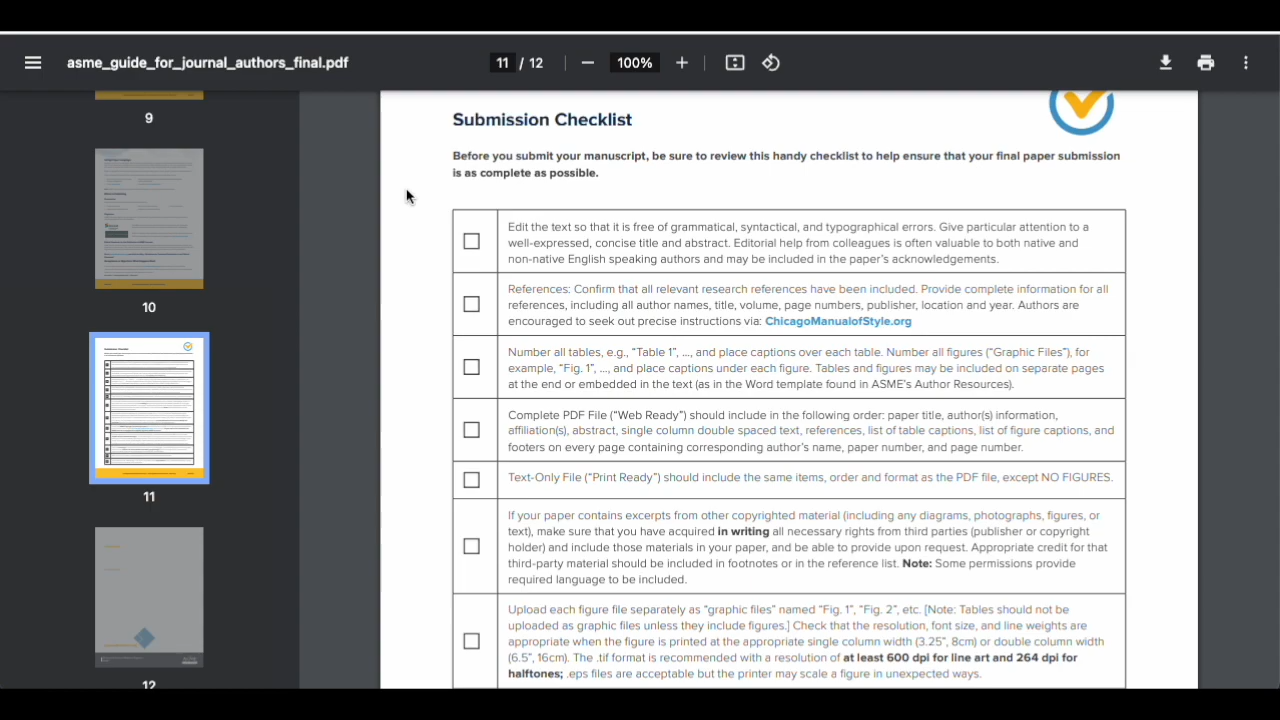 asme_guide_for_journal_authors_final.pdf
11 / 12
100%
9
10
11
12
Submission Checklist
Before you submit your manuscript, be sure to review this handy checklist to help ensure that your final paper submission
is as complete as possible.
Edit the text so that it is free of grammatical, syntactical, and typographical errors. Give particular attention to a
well-expressed, concise title and abstract. Editorial help from colleagues is often valuable to both native and
non-native English speaking authors and may be included in the paper's acknowledgements.
References: Confirm that all relevant research references have been included. Provide complete information for all
references, including all author names, title, volume, page numbers, publisher, location and year. Authors are
encouraged to seek out precise instructions via: ChicagoManualofStyle.org
Number all tables, e.g., "Table 1", ..., and place captions over each table. Number all figures ("Graphic Files"), for
example, "Fig. 1", ..., and place captions under each figure. Tables and figures may be included on separate pages
at the end or embedded in the text (as in the Word template found in ASME's Author Resources).
Complete PDF File ("Web Ready") should include in the following order: paper title, author(s) information,
affiliation(s), abstract, single column double spaced text, references, list of table captions, list of figure captions, and
footers on every page containing corresponding author's name, paper number, and page number.
Text-Only File ("Print Ready") should include the same items, order and format as the PDF file, except NO FIGURES.
If your paper contains excerpts from other copyrighted material (including any diagrams, photographs, figures, or
text), make sure that you have acquired in writing all necessary rights from third parties (publisher or copyright
holder) and include those materials in your paper, and be able to provide upon request. Appropriate credit for that
third-party material should be included in footnotes or in the reference list. Note: Some permissions provide
required language to be included.
Upload each figure file separately as "graphic files" named "Fig. 1", "Fig. 2", etc. [Note: Tables should not be
uploaded as graphic files unless they include figures.] Check that the resolution, font size, and line weights are
appropriate when the figure is printed at the appropriate single column width (3.25", 8cm) or double column width
(6.5", 16cm). The .tif format is recommended with a resolution of at least 600 dpi for line art and 264 dpi for
halftones; .eps files are acceptable but the printer may scale a figure in unexpected ways.